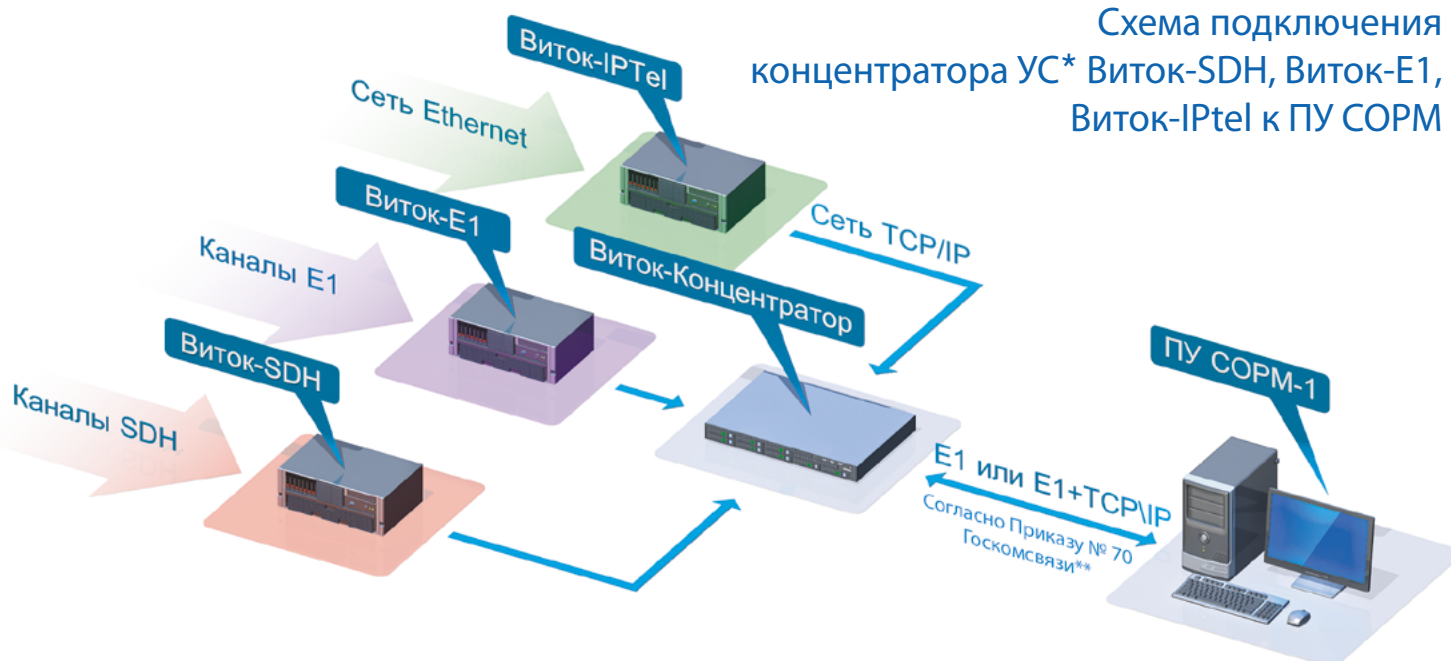 Схема подключения
концентратора УС* Виток-SDH, Виток-E1,
Виток-IPtel к ПУ СОРМ
Виток-IPTel
Сеть Ethernet
Виток-E1
Сеть TCP/IP
Каналы E1
Виток-Концентратор
Виток-SDH
ПУ СОРМ-1
Каналы SDH
E1 или E1+TCP\IP
Согласно Приказу № 70
Госкомсвязи**